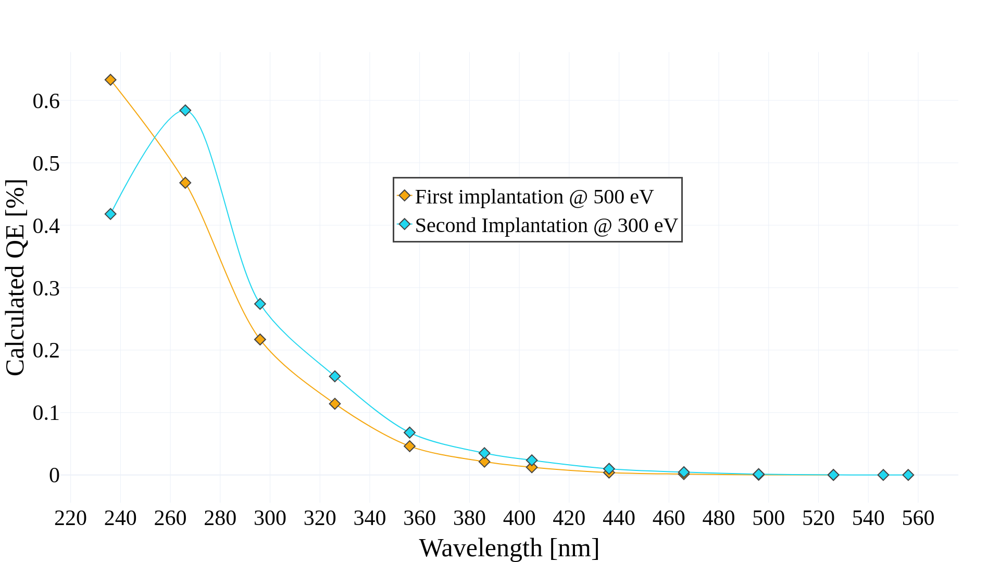 0.6
0.5
0.4
0.3
0.2
0.1
0
Calculated QE [%]
First implantation @ 500 eV
Second Implantation @ 300 eV
220 240 260 280 300 320 340 360 380 400 420 440 460 480 500 520 540 560
Wavelength [nm]